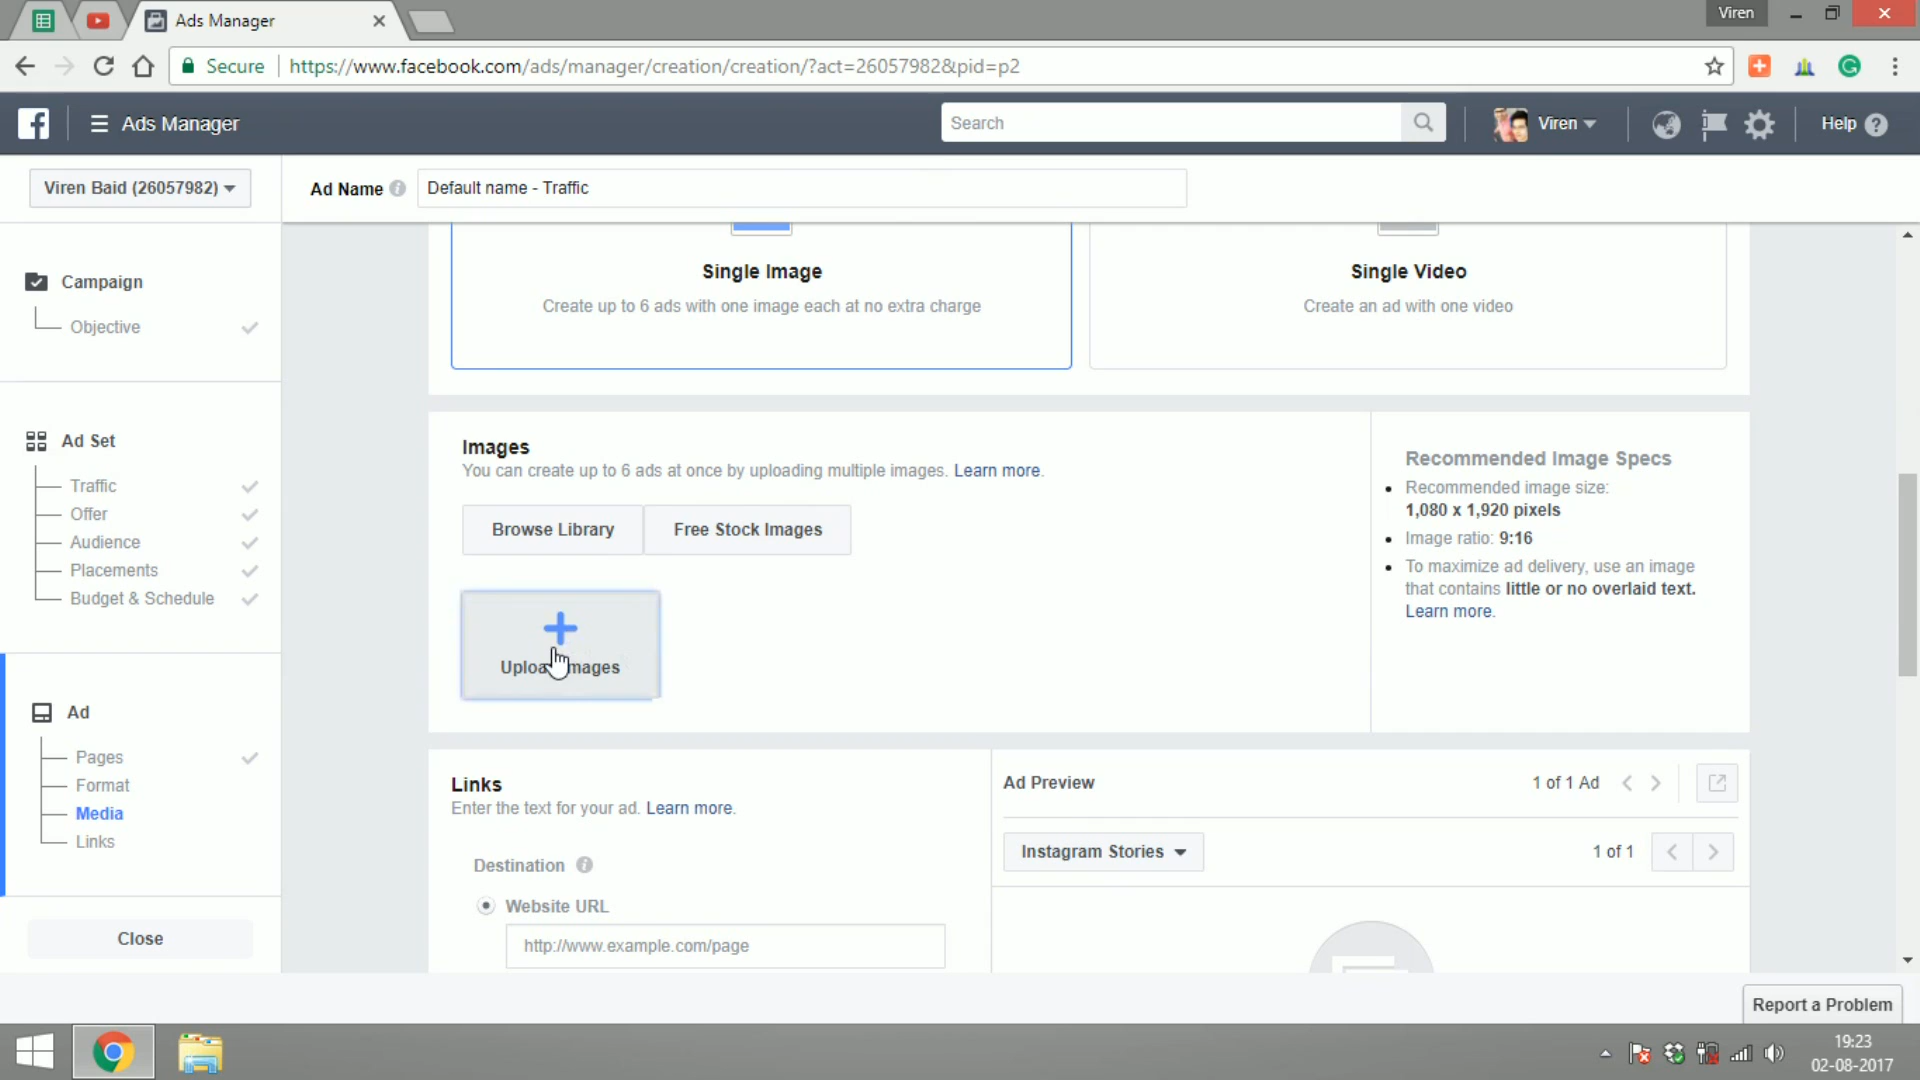 Ads Manager
Viren
Secure
https://www.facebook.com/ads/manager/creation/creation/?act=26057982&pid=p2
Ads Manager
Search
Viren
Help
Viren Baid (26057982)
Ad Name
Default name - Traffic
Campaign
Objective
Ad Set
Traffic
Offer
Audience
Placements
Budget & Schedule
Ad
Pages
Format
Media
Links
Close
Single Image
Create up to 6 ads with one image each at no extra charge
Single Video
Create an ad with one video
Images
You can create up to 6 ads at once by uploading multiple images. Learn more.
Browse Library
Free Stock Images
Upload Images
Recommended Image Specs
Recommended image size:
1,080 x 1,920 pixels
Image ratio: 9:16
To maximize ad delivery, use an image
that contains little or no overlaid text.
Learn more.
Links
Enter the text for your ad. Learn more.
Destination
Website URL
http://www.example.com/page
Ad Preview
1 of 1 Ad
Instagram Stories
1 of 1
Report a Problem
19:23
02-08-2017